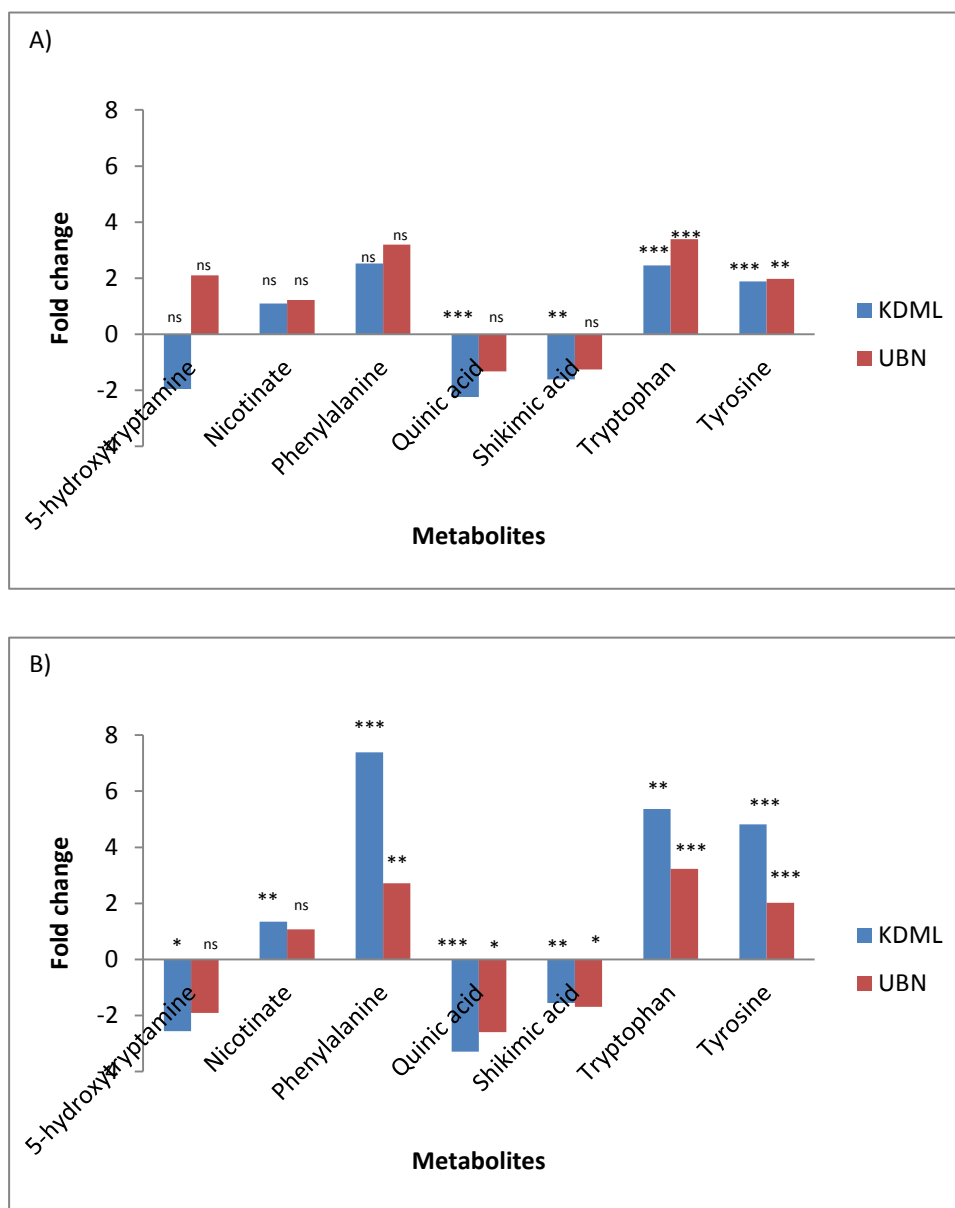 A)
8
6
4
2
0
-2
4
Fold change
ns
ns
ns
ns
ns
ns
***
ns
**
ns
***
***
***
**
5-hydroxytryptamine
Nicotinate
Phenylalanine
Quinic acid
Shikimic acid
Tryptophan
Tyrosine
Metabolites
KDML
UBN
B)
8
6
4
2
0
-2
4
Fold change
*
ns
**
ns
***
**
***
*
**
*
**
***
***
***
5-hydroxytryptamine
Nicotinate
Phenylalanine
Quinic acid
Shikimic acid
Tryptophan
Tyrosine
Metabolites
KDML
UBN